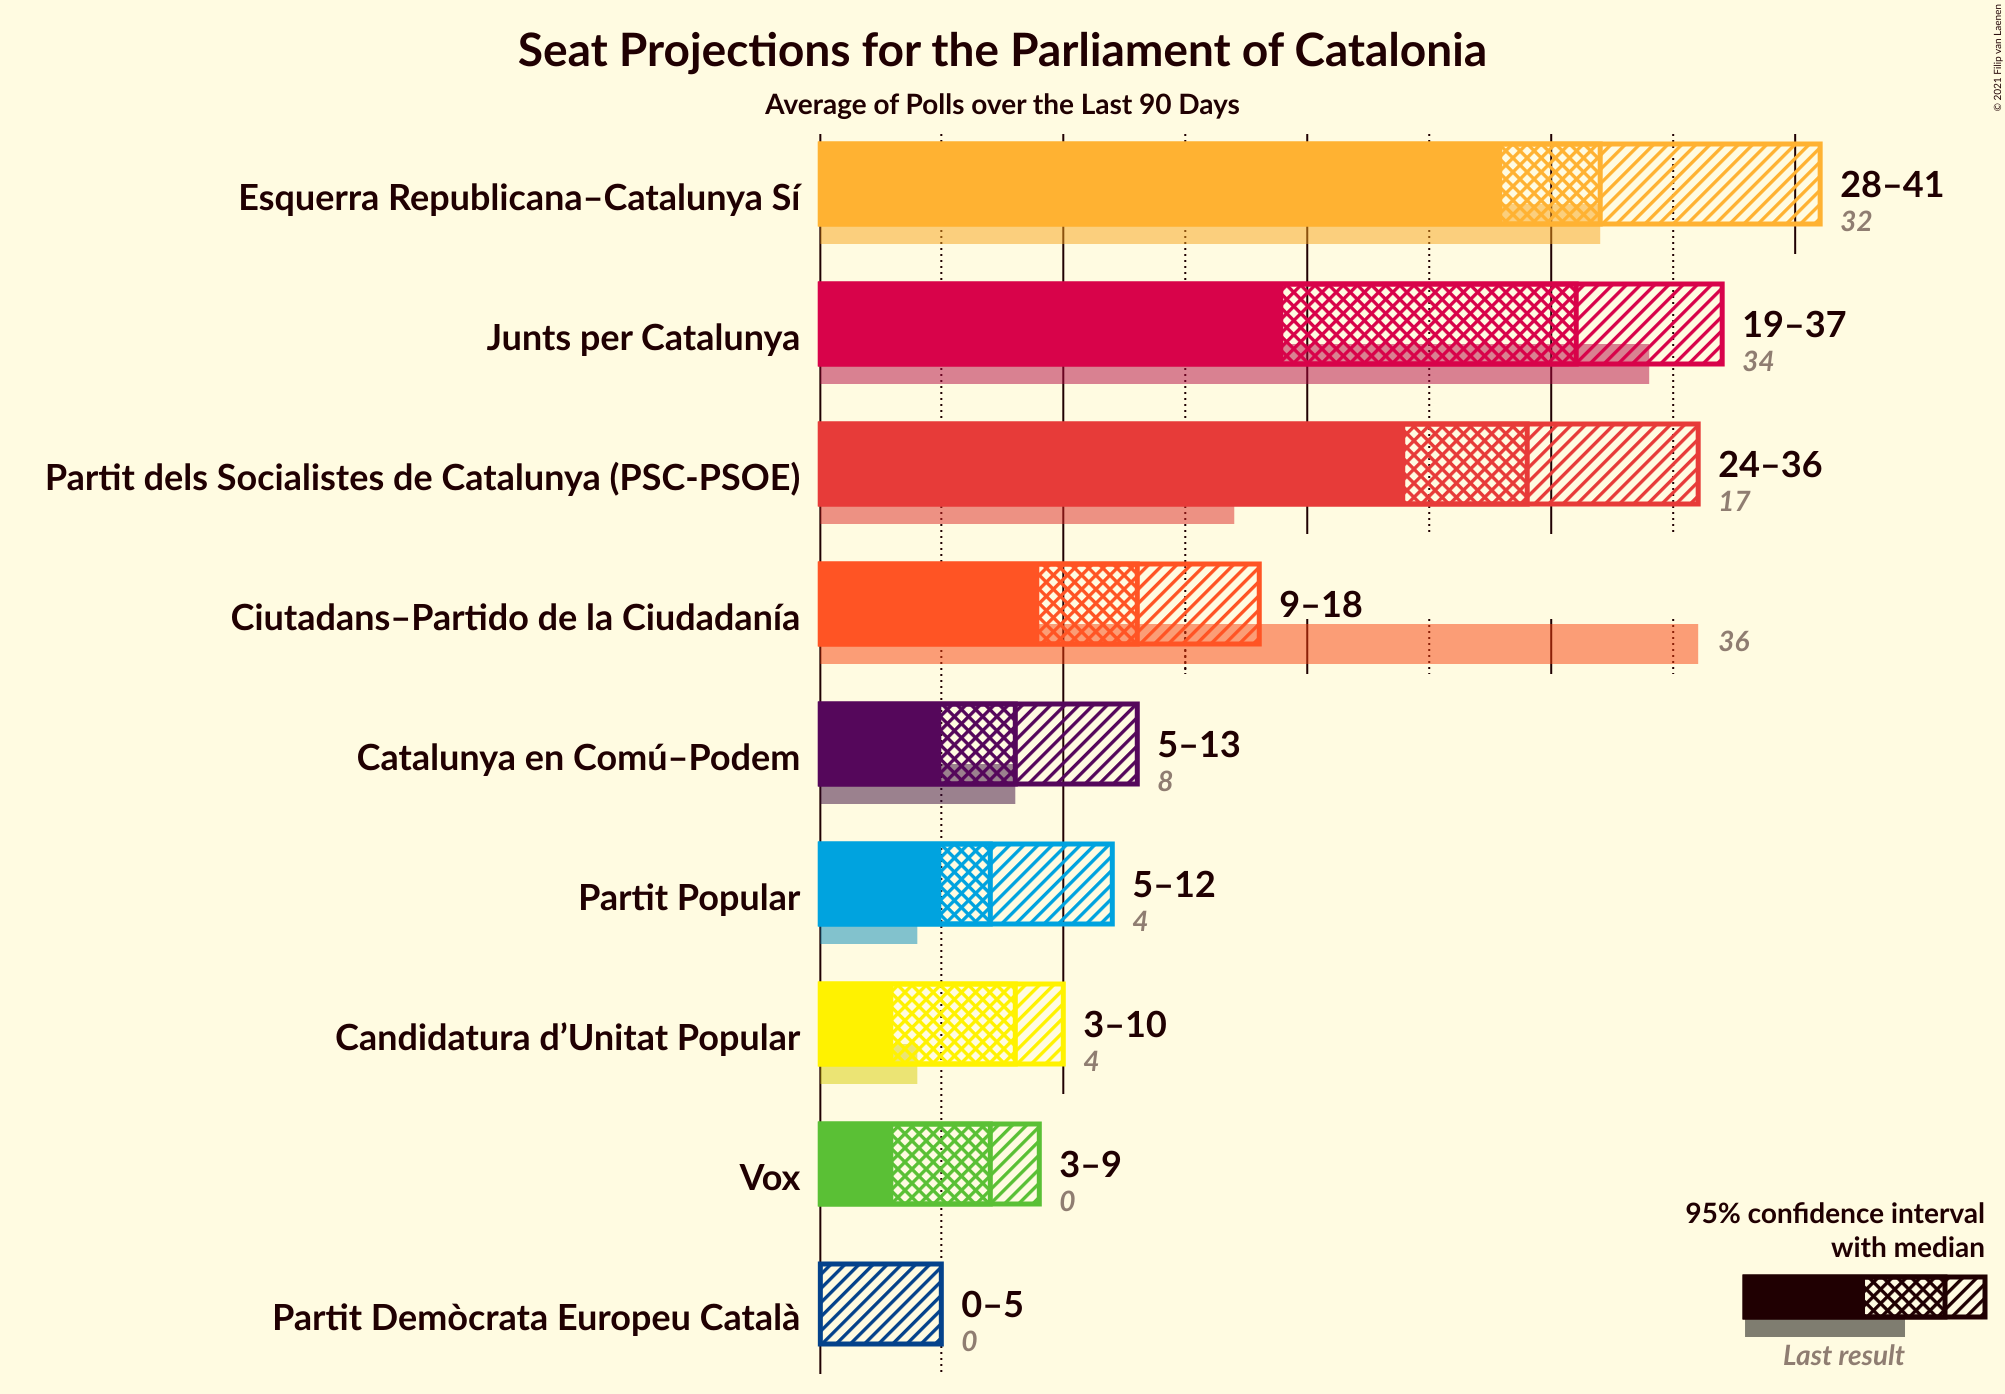 Seat Projections for the Parliament of Catalonia
Average of Polls over the Last 90 Days
© 2021 Filip van Laenen
Esquerra Republicana–Catalunya Sí
28–41
32
Junts per Catalunya
19–37
34
Partit dels Socialistes de Catalunya (PSC-PSOE)
24–36
17
Ciutadans–Partido de la Ciudadanía
9–18
36
Catalunya en Comú–Podem
5–13
8
Partit Popular
5–12
4
Candidatura d’Unitat Popular
3–10
4
Vox
3–9
0
Partit Demòcrata Europeu Català
0–5
0
95% confidence interval
with median
Last result